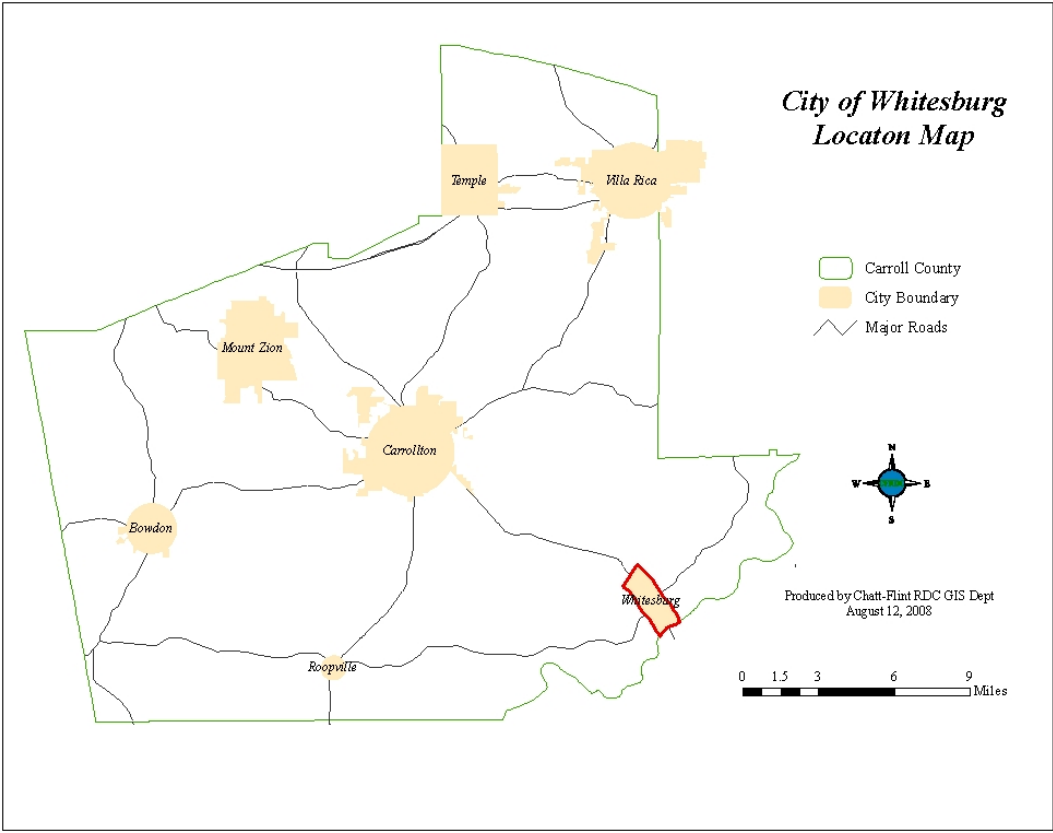 City of Whitesburg
Locaton Map
Temple
Villa Rica
Carroll County
City Boundary
Major Roads
Mount Zion
Carrollton
N
W
E
S
Bowdon
Whitesburg
Produced by Chatt-Flint RDC GIS Dept
August 12, 2008
Roopville
0 1.5 3 6 9
Miles